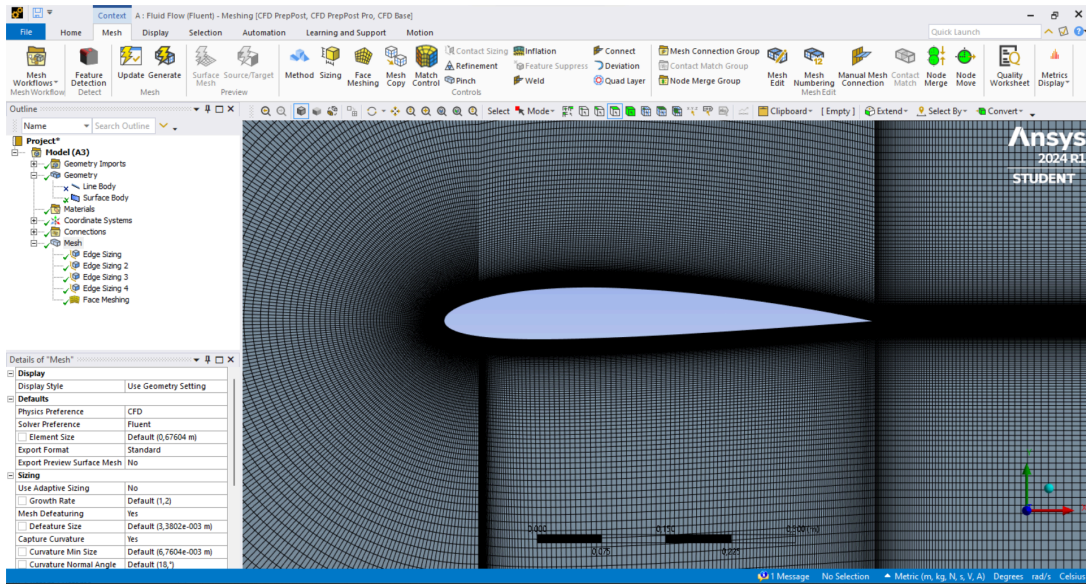 Context A : Fluid Flow (Fluent) - Meshing [CFD PrepPost, CFD PrepPost Pro, CFD Base]
File Home Mesh Display Selection Automation Learning and Support Motion Quick Launch
Mesh Workflows Feature Detection Update Generate Surface Mesh Source/Target Method Sizing Face Meshing Mesh Copy Match Control
Contact Sizing Inflation Connect Mesh Connection Group
Refinement Feature Suppress Deviation Contact Match Group
Pinch Weld Quad Layer Node Merge Group
Mesh Edit Mesh Numbering Manual Mesh Connection Contact Match Node Merge Node Move Quality Worksheet Metrics Display
MeshWorkflow Detect Mesh Preview Controls Mesh Edit
Outline
Name Search Outline
Select Mode Clipboard [ Empty ] Extend Select By Convert
Project*
Model (A3)
Geometry Imports
Geometry
Line Body
Surface Body
Materials
Coordinate Systems
Connections
Mesh
Edge Sizing
Edge Sizing 2
Edge Sizing 3
Edge Sizing 4
Face Meshing
Ansys
2024 R1
STUDENT
Details of "Mesh"
Display
Display Style Use Geometry Setting
Defaults
Physics Preference CFD
Solver Preference Fluent
Element Size Default (0,67604 m)
Export Format Standard
Export Preview Surface Mesh No
Sizing
Use Adaptive Sizing No
Growth Rate Default (1,2)
Mesh Defeaturing Yes
Defeature Size Default (3,3802e-003 m)
Capture Curvature Yes
Curvature Min Size Default (6,7604e-003 m)
Curvature Normal Angle Default (18,°)
0,000 0,150 0,300 (m)
0,075 0,225
1 Message No Selection Metric (m, kg, N, s, V, A) Degrees rad/s Celsius